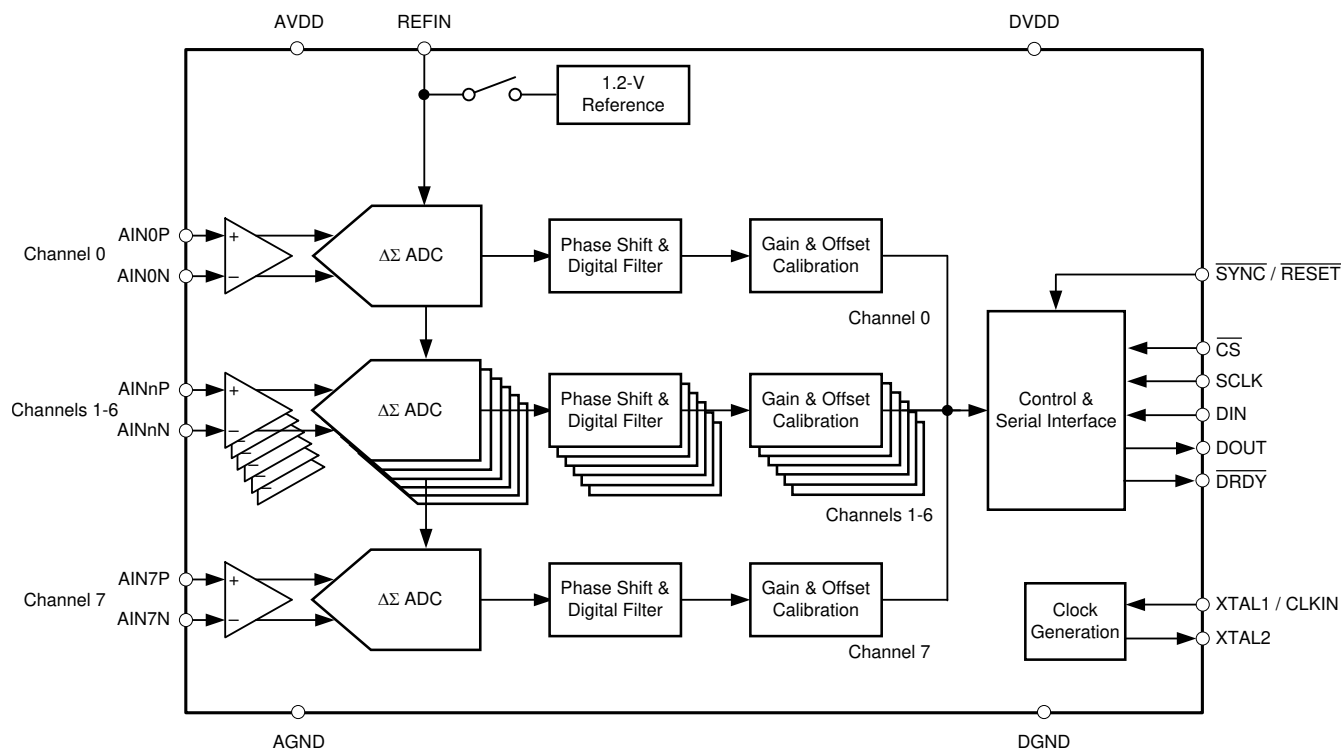 AVDD
REFIN
DVDD
1.2-V
Reference
Channel 0
AIN0P
AIN0N
+
−
ΔΣ ADC
Phase Shift &
Digital Filter
Gain & Offset
Calibration
Channel 0
SYNC / RESET
Channels 1-6
AINnP
AINnN
+
−
−
−
−
−
ΔΣ ADC
Phase Shift &
Digital Filter
Gain & Offset
Calibration
Channels 1-6
Control &
Serial Interface
CS
SCLK
DIN
DOUT
DRDY
Channel 7
AIN7P
AIN7N
+
−
ΔΣ ADC
Phase Shift &
Digital Filter
Gain & Offset
Calibration
Channel 7
Clock
Generation
XTAL1 / CLKIN
XTAL2
AGND
DGND